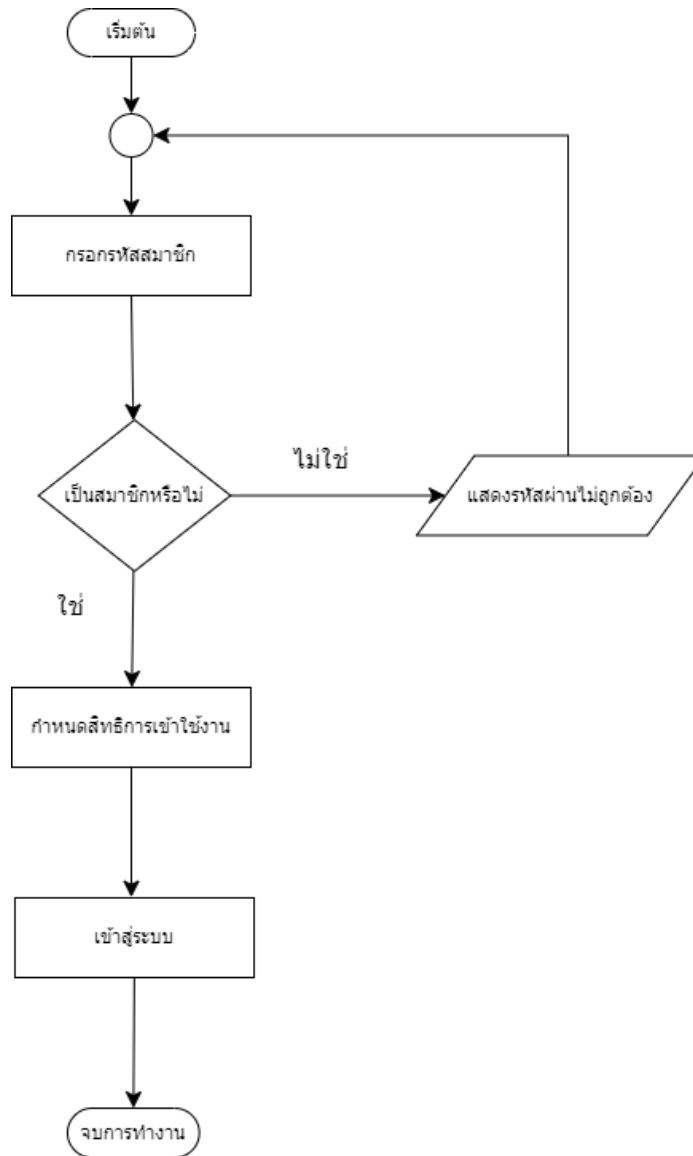 เริ่มต้น
กรอกรหัสสมาชิก
เป็นสมาชิกหรือไม่
ไม่ใช่
แสดงรหัสผ่านไม่ถูกต้อง
ใช่
กำหนดสิทธิการเข้าใช้งาน
เข้าสู่ระบบ
จบการทำงาน